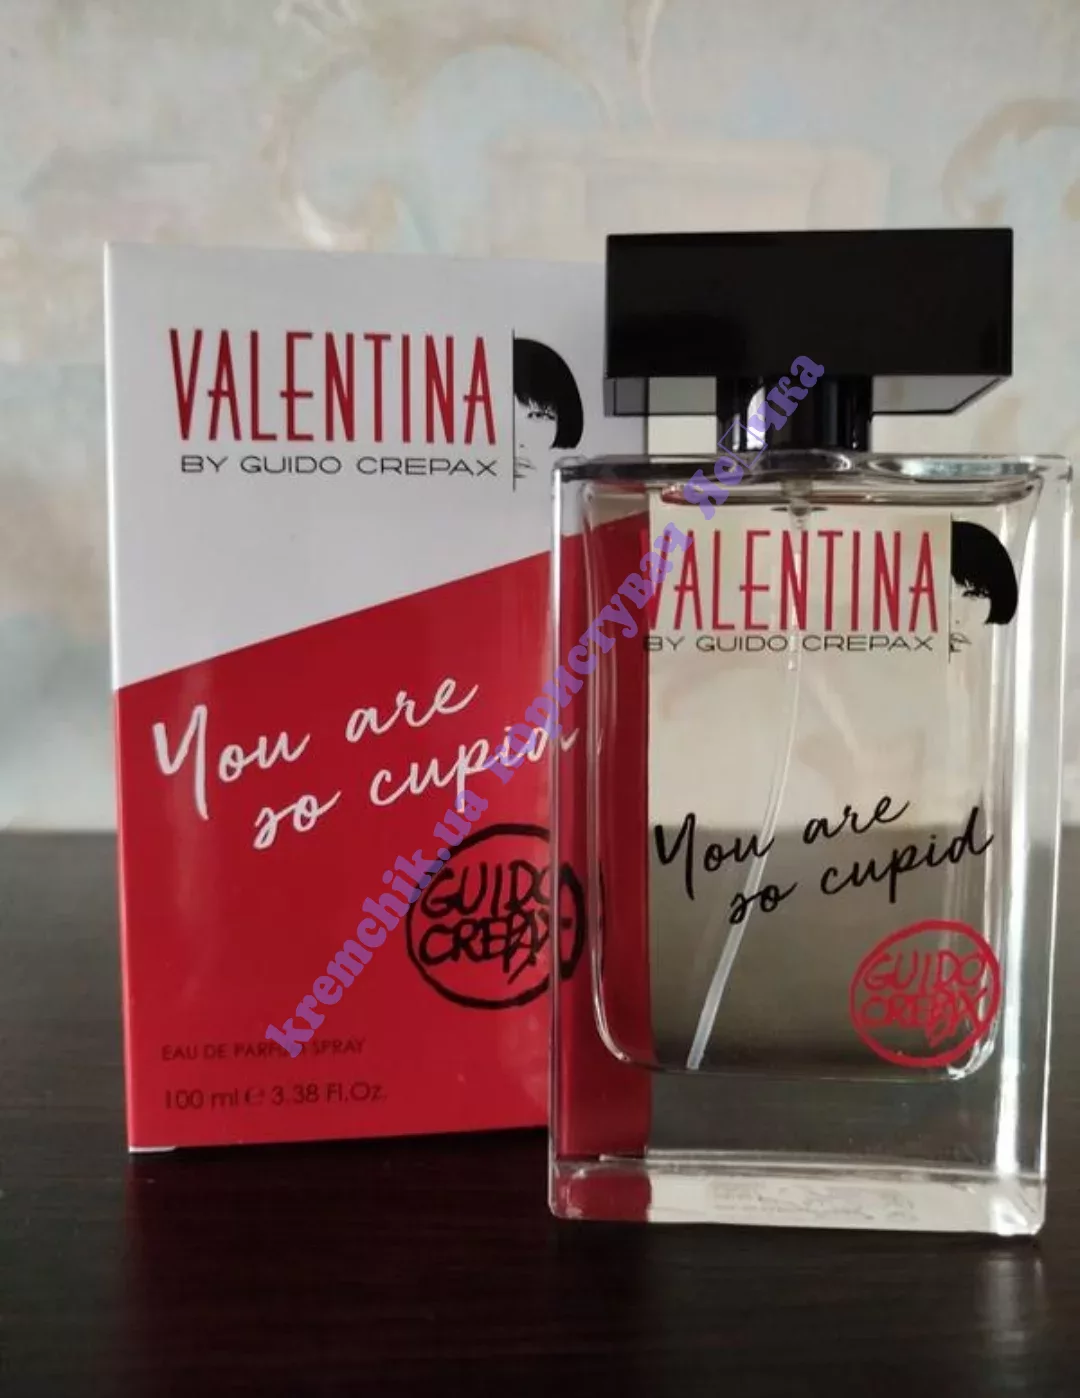 VALENTINA
BY GUIDO CREPAX
You are
so cupid
GUIDO
CREPAX
EAU DE PARFUM SPRAY
100 ml e 3.38 Fl.Oz.
VALENTINA
BY GUIDO CREPAX
You are
so cupid
GUIDO
CREPAX
kremchik.ua користувач